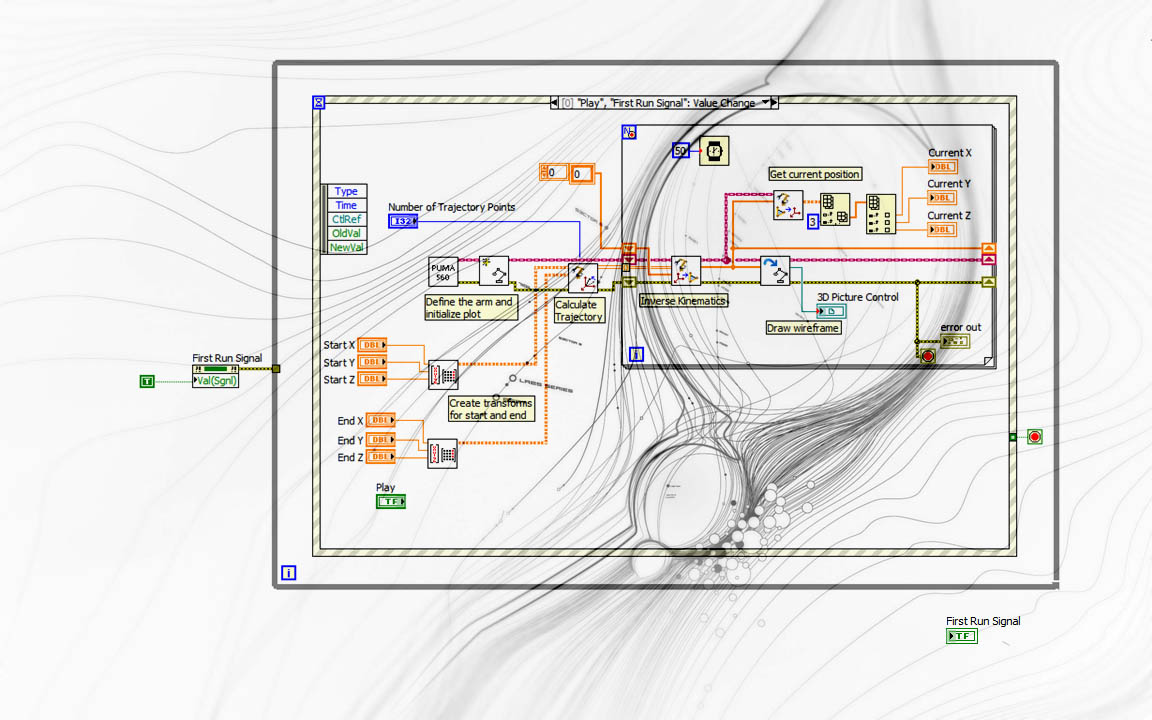 [0] "Play", "First Run Signal": Value Change
N
50
Current X
DBL
Get current position
Current Y
DBL
3
Current Z
DBL
0
0
Type
Time
CtlRef
OldVal
NewVal
Number of Trajectory Points
I32
PUMA
560
Define the arm and
initialize plot
Calculate
Trajectory
Inverse Kinematics
3D Picture Control
Draw wireframe
error out
i
First Run Signal
T
Val(Sgnl)
Start X
DBL
Start Y
DBL
Start Z
DBL
LABS SERIES
Create transforms
for start and end
End X
DBL
End Y
DBL
End Z
DBL
Play
TF
i
First Run Signal
TF